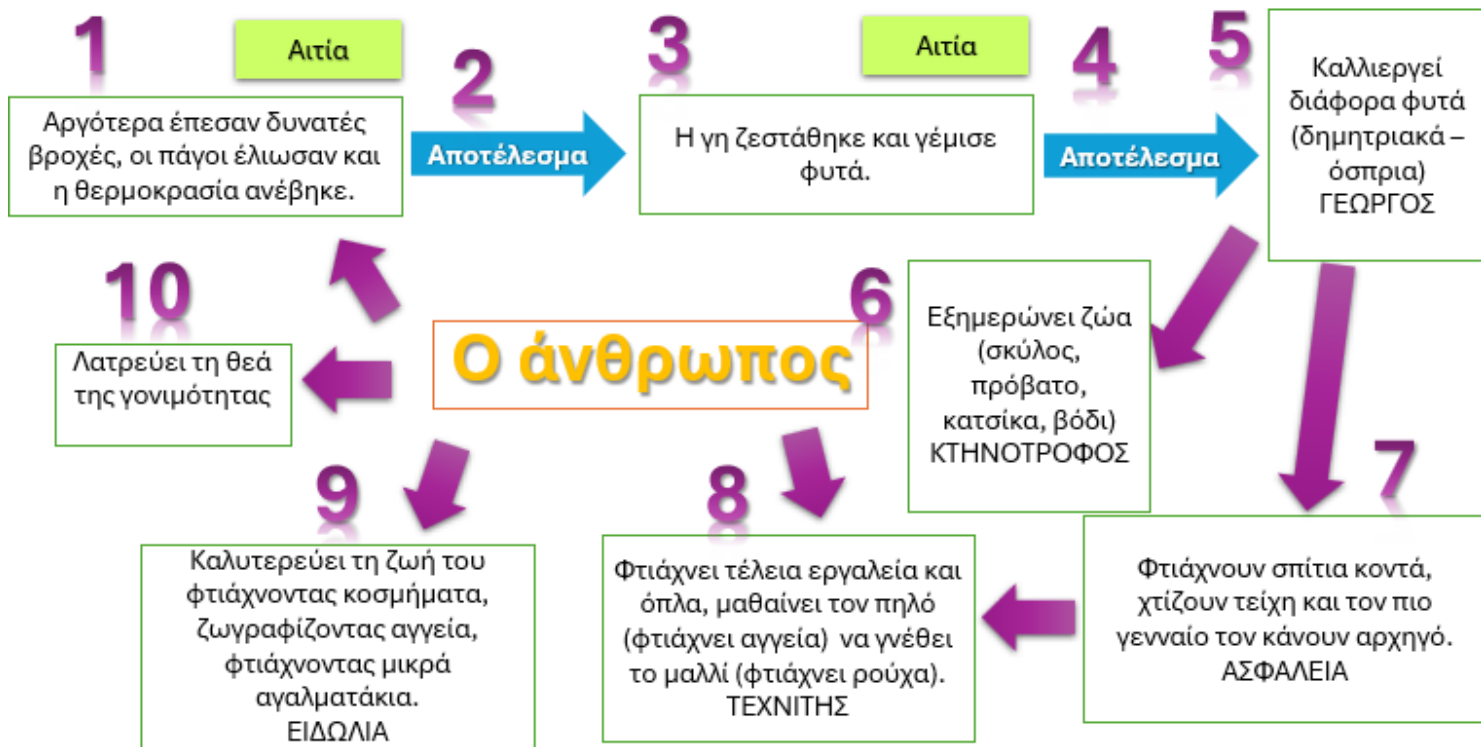 1
Αιτία
Αργότερα έπεσαν δυνατές
βροχές, οι πάγοι έλιωσαν και
η θερμοκρασία ανέβηκε.
2
Αποτέλεσμα
3
Αιτία
Η γη ζεστάθηκε και γέμισε
φυτά.
4
Αποτέλεσμα
5
Καλλιεργεί
διάφορα φυτά
(δημητριακά –
όσπρια)
ΓΕΩΡΓΟΣ
Ο άνθρωπος
6
Εξημερώνει ζώα
(σκύλος,
πρόβατο,
κατσίκα, βόδι)
ΚΤΗΝΟΤΡΟΦΟΣ
7
Φτιάχνουν σπίτια κοντά,
χτίζουν τείχη και τον πιο
γενναίο τον κάνουν αρχηγό.
ΑΣΦΑΛΕΙΑ
8
Φτιάχνει τέλεια εργαλεία και
όπλα, μαθαίνει τον πηλό
(φτιάχνει αγγεία) να γνέθει
το μαλλί (φτιάχνει ρούχα).
ΤΕΧΝΙΤΗΣ
9
Καλυτερεύει τη ζωή του
φτιάχνοντας κοσμήματα,
ζωγραφίζοντας αγγεία,
φτιάχνοντας μικρά
αγαλματάκια.
ΕΙΔΩΛΙΑ
10
Λατρεύει τη θεά
της γονιμότητας